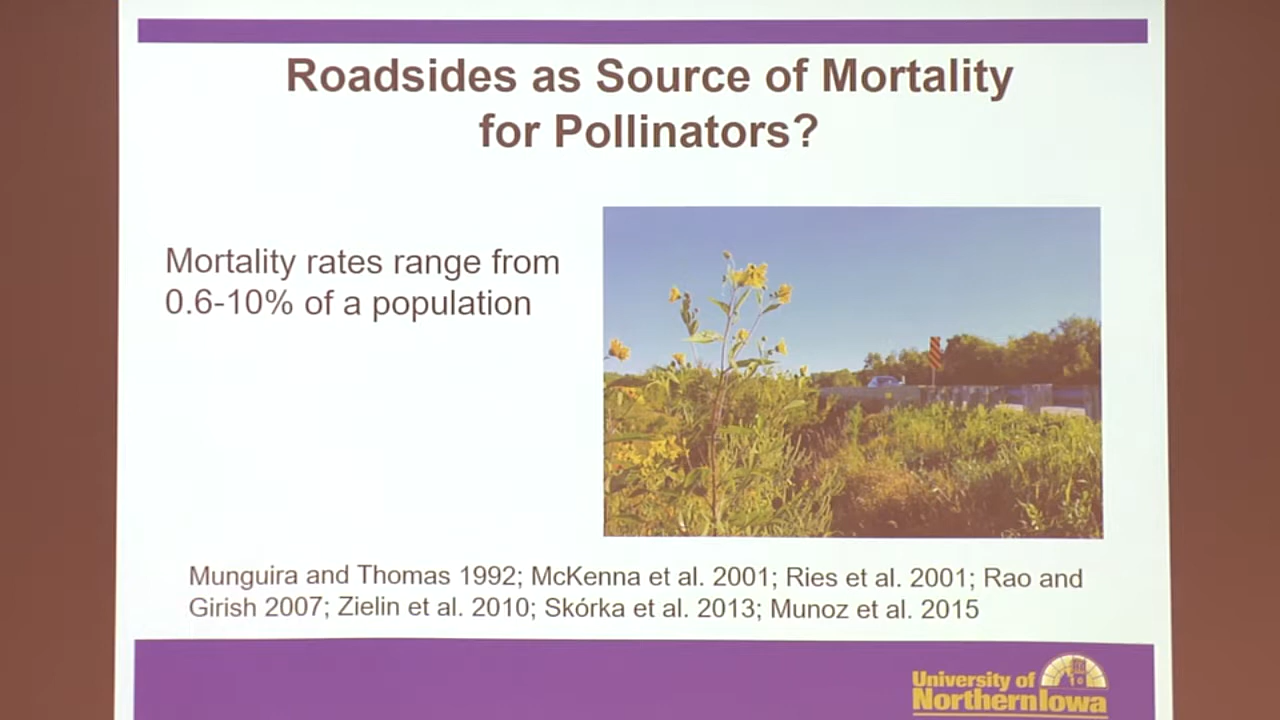 Roadsides as Source of Mortality
for Pollinators?
Mortality rates range from
0.6-10% of a population
Munguira and Thomas 1992; McKenna et al. 2001; Ries et al. 2001; Rao and
Girish 2007; Zielin et al. 2010; Skórka et al. 2013; Munoz et al. 2015
University of
Northern Iowa